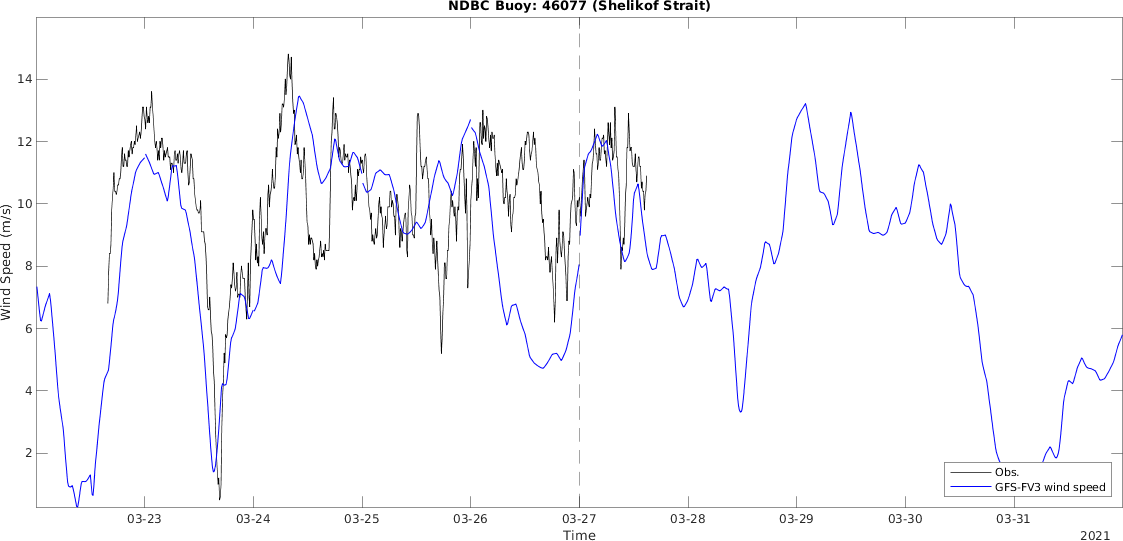 NDBC Buoy: 46077 (Shelikof Strait)
Wind Speed (m/s)
14
12
10
8
6
4
2
Obs.
GFS-FV3 wind speed
03-23 03-24 03-25 03-26 03-27 03-28 03-29 03-30 03-31
Time
2021